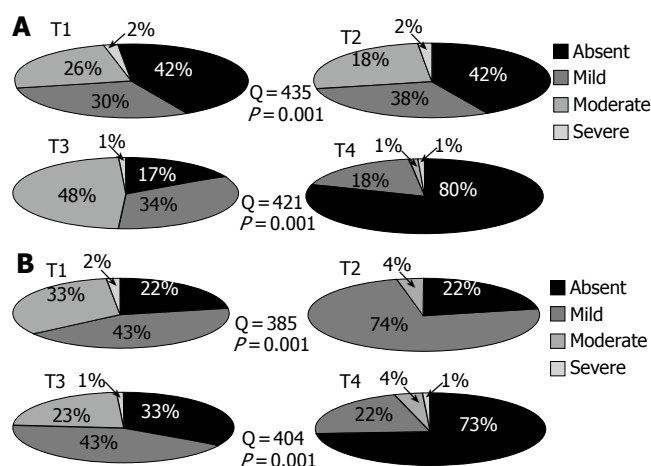 A
T1
2%
26%
42%
30%
T2
2%
18%
42%
38%
Q = 435
P = 0.001
Absent
Mild
Moderate
Severe
T3
1%
17%
48%
34%
T4
1%
1%
18%
80%
Q = 421
P = 0.001
B
T1
2%
33%
22%
43%
T2
4%
22%
74%
Q = 385
P = 0.001
Absent
Mild
Moderate
Severe
T3
1%
33%
23%
43%
T4
4%
1%
22%
73%
Q = 404
P = 0.001